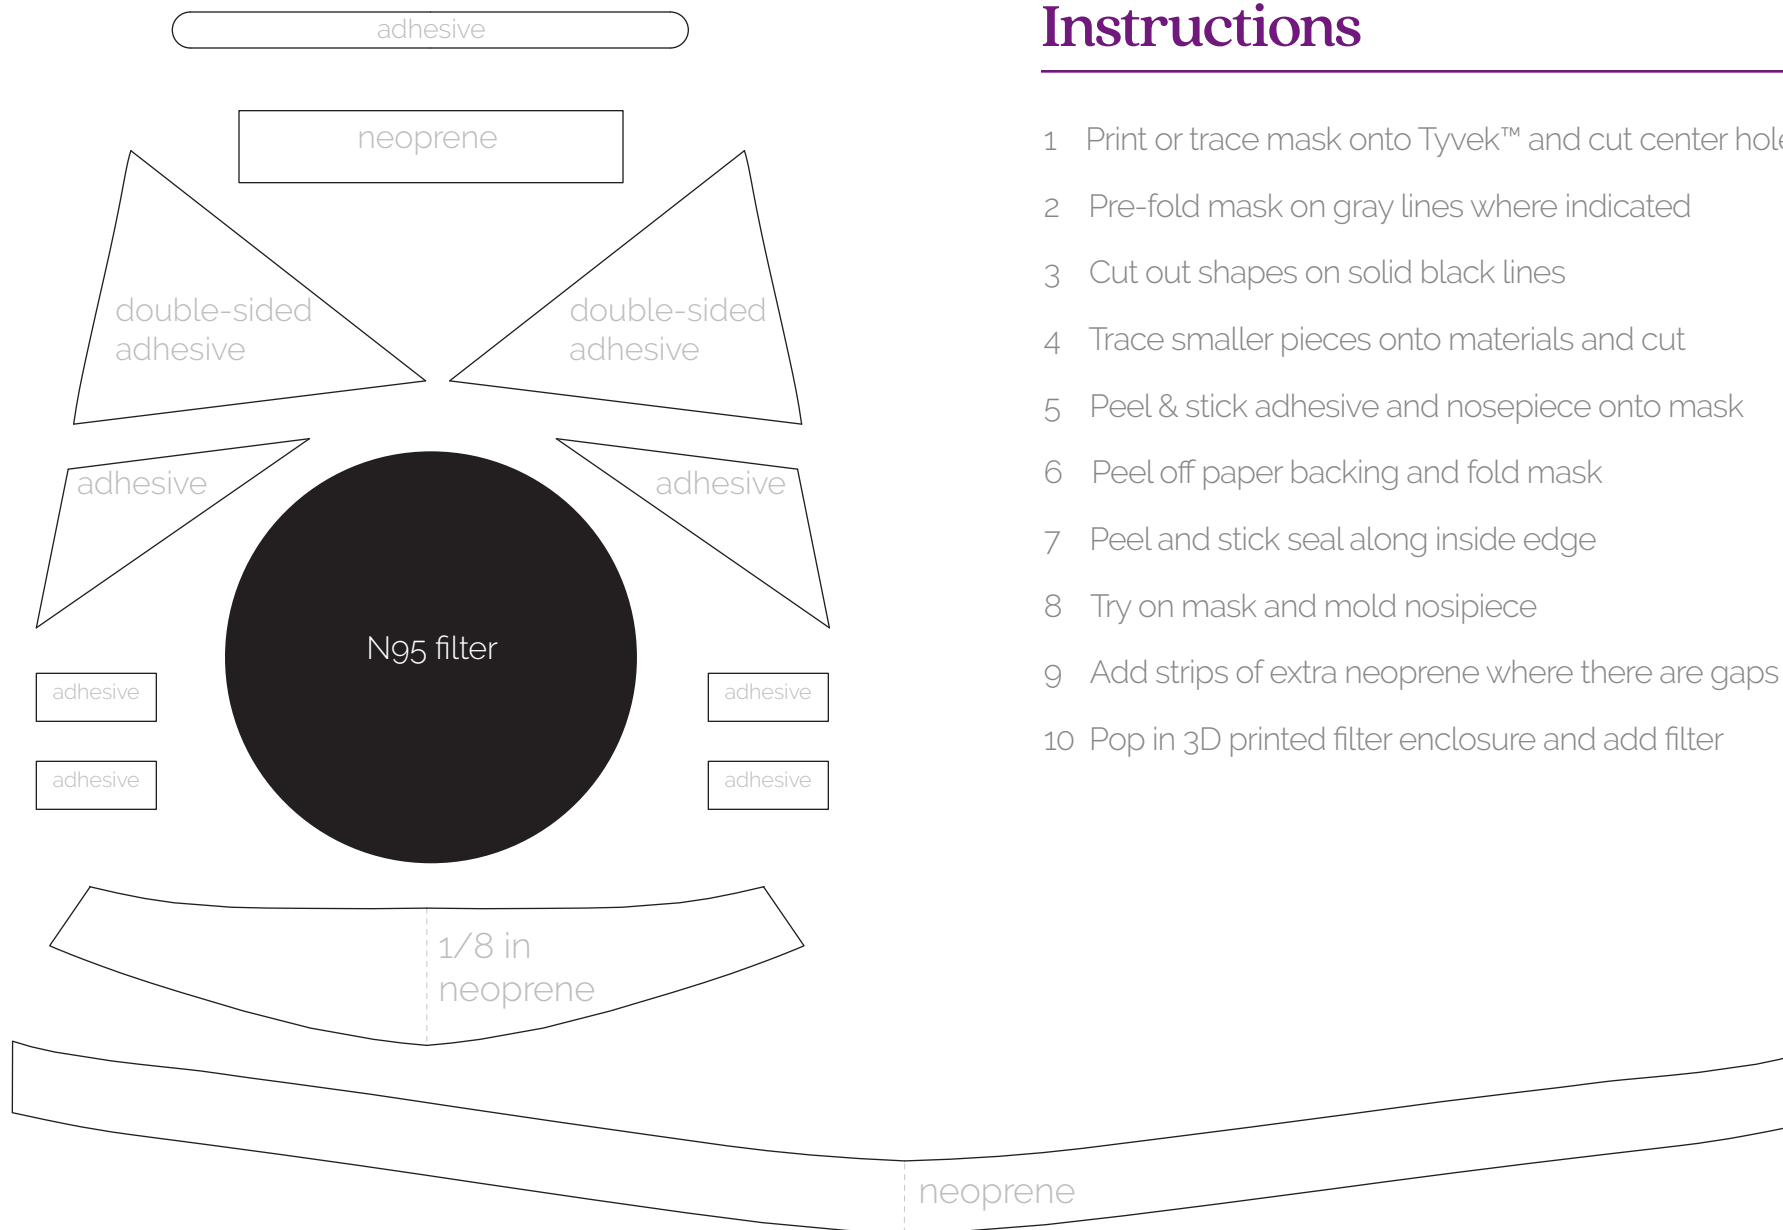 adhesive
neoprene
double-sided
adhesive
double-sided
adhesive
adhesive
adhesive
N95 filter
adhesive
adhesive
adhesive
adhesive
1/8 in
neoprene
neoprene
Instructions
1 Print or trace mask onto Tyvek™ and cut center hole
2 Pre-fold mask on gray lines where indicated
3 Cut out shapes on solid black lines
4 Trace smaller pieces onto materials and cut
5 Peel & stick adhesive and nosepiece onto mask
6 Peel off paper backing and fold mask
7 Peel and stick seal along inside edge
8 Try on mask and mold nosipiece
9 Add strips of extra neoprene where there are gaps
10 Pop in 3D printed filter enclosure and add filter